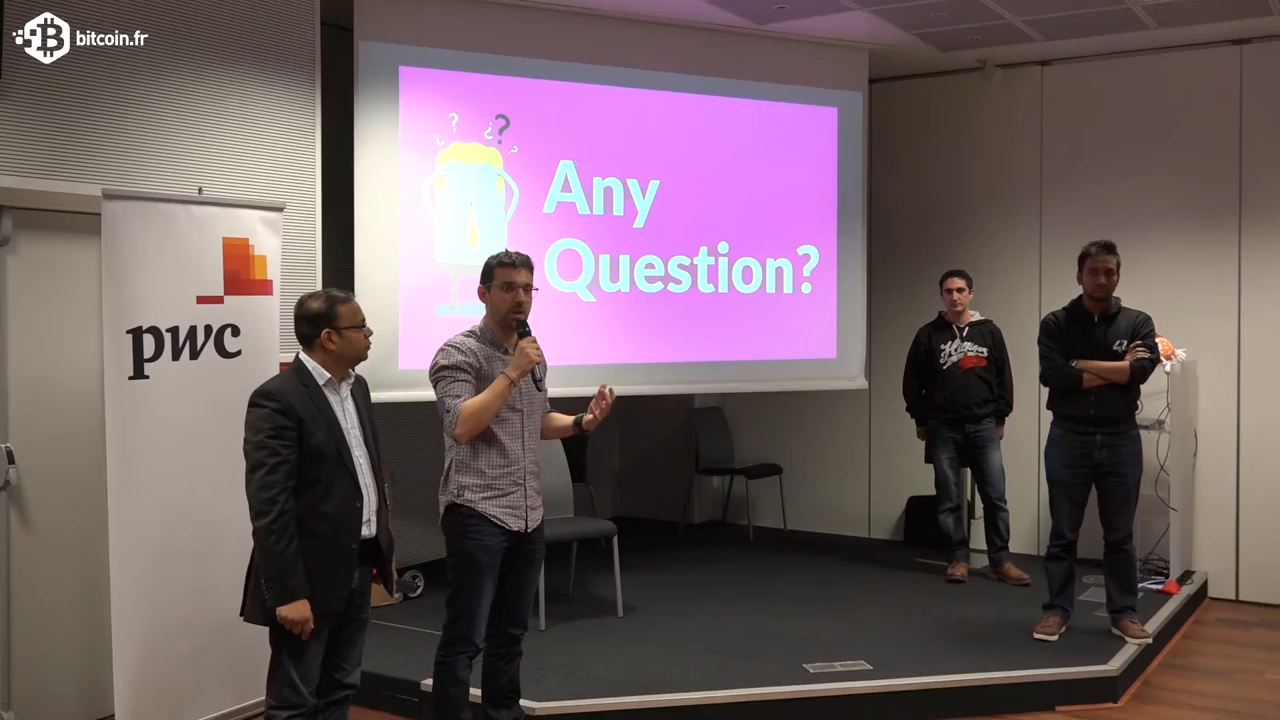 bitcoin.fr
? ?
¿ ¿ ?
Any
Question?
pwc